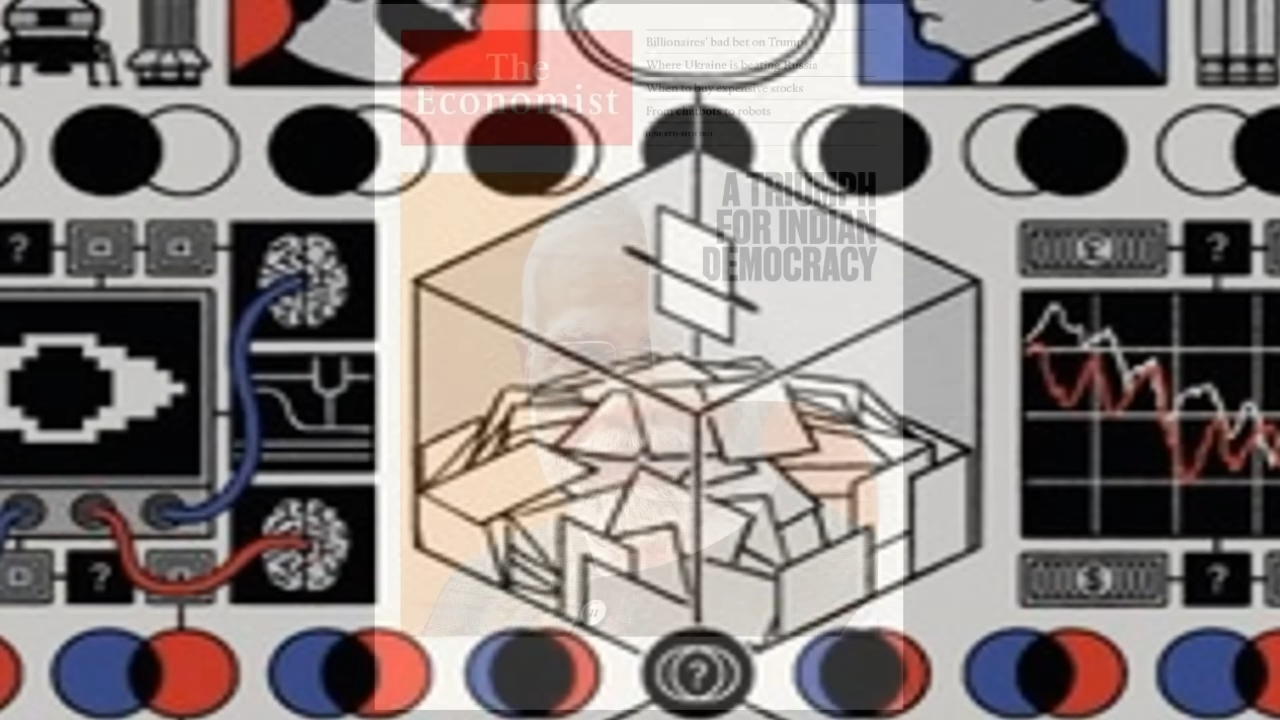 The
Economist
Billionaires' bad bet on Trump
Where Ukraine is beating Russia
When to buy expensive stocks
From chatbots to robots
A TRIUMPH
FOR INDIAN
DEMOCRACY
?
?
?
?
$
?